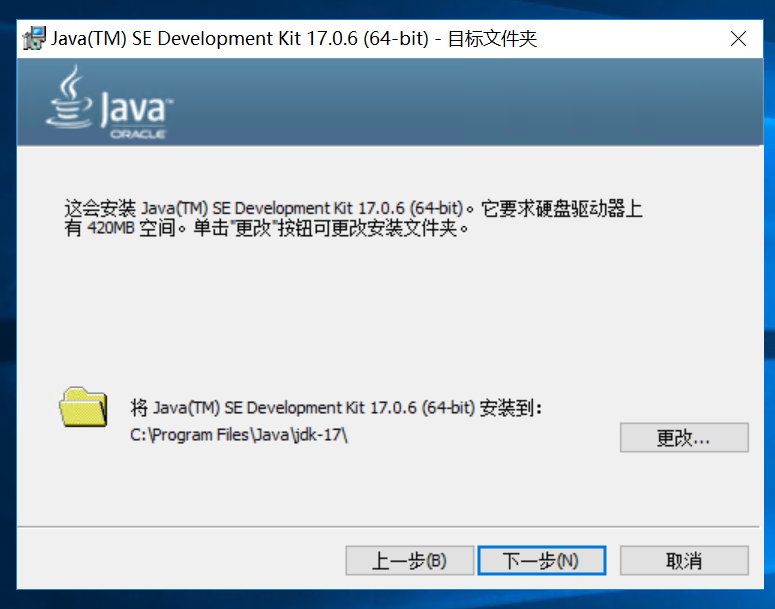 Java(TM) SE Development Kit 17.0.6 (64-bit) - 目标文件夹
Java™
ORACLE
这会安装 Java(TM) SE Development Kit 17.0.6 (64-bit)。它要求硬盘驱动器上
有 420MB 空间。单击"更改"按钮可更改安装文件夹。
将 Java(TM) SE Development Kit 17.0.6 (64-bit) 安装到：
C:\Program Files\Java\jdk-17\
更改...
上一步(B)
下一步(N)
取消